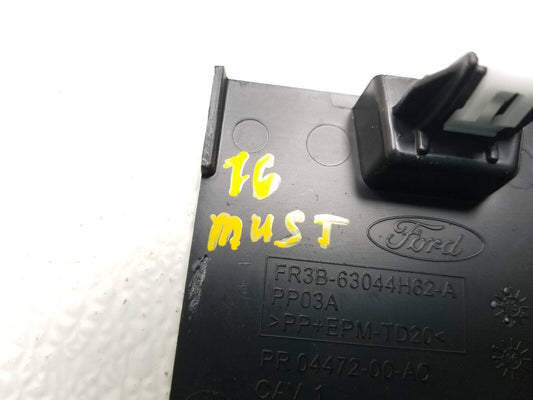 16
MUST
Ford
FR3B-63044H62-A
PP03A
>PP+EPM-TD20<
PR 04472-00-AC
CAV 1